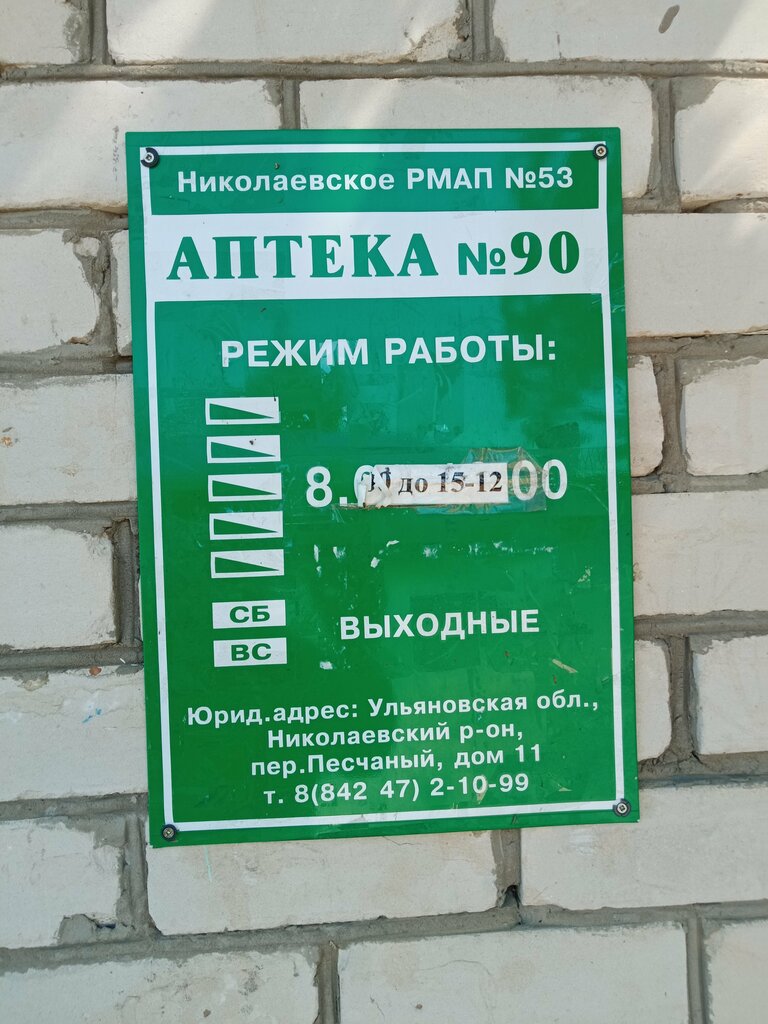 Николаевское РМАП №53
АПТЕКА №90
РЕЖИМ РАБОТЫ:
8. до 15-12 00
СБ
ВЫХОДНЫЕ
ВС
Юрид.адрес: Ульяновская обл.,
Николаевский р-он,
пер.Песчаный, дом 11
т. 8(842 47) 2-10-99